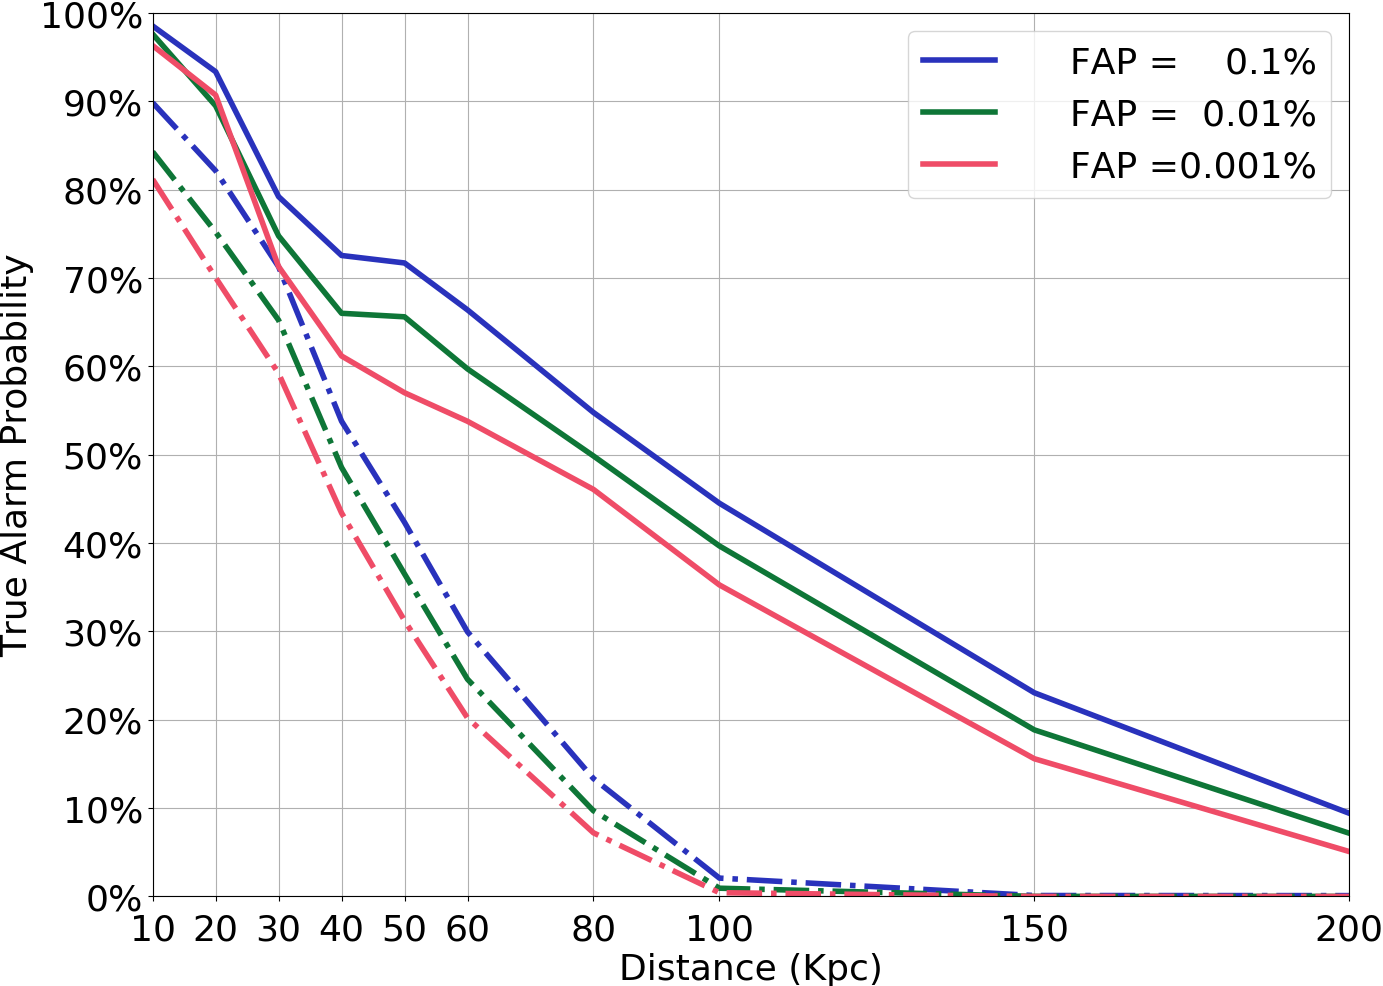 100%
90%
80%
70%
60%
50%
40%
30%
20%
10%
0%
True Alarm Probability
FAP = 0.1%
FAP = 0.01%
FAP =0.001%
10 20 30 40 50 60 80 100 150 200
Distance (Kpc)